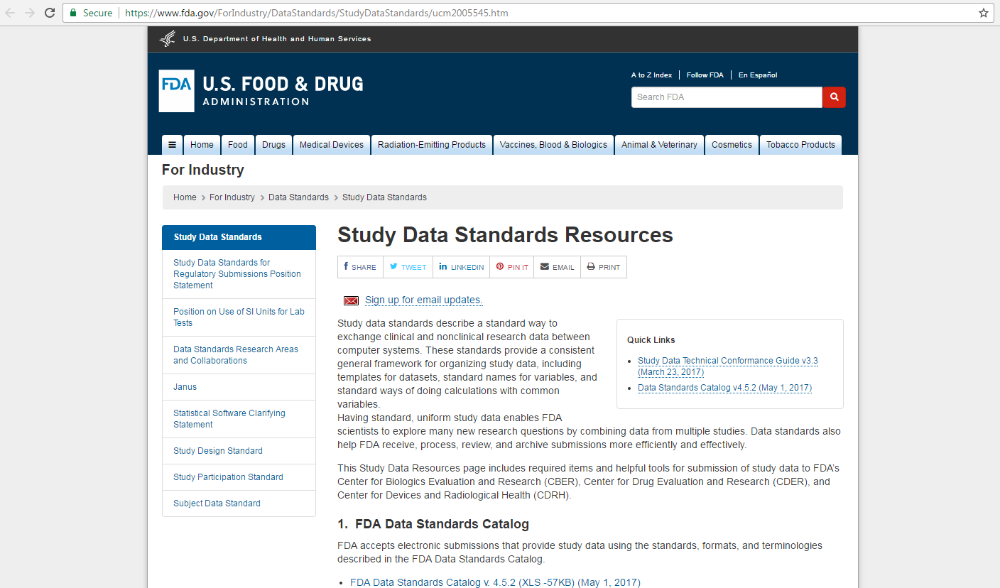 Secure
https://www.fda.gov/ForIndustry/DataStandards/StudyDataStandards/ucm2005545.htm
U.S. Department of Health and Human Services
FDA
U.S. FOOD & DRUG
ADMINISTRATION
A to Z Index
Follow FDA
En Español
Search FDA
Home
Food
Drugs
Medical Devices
Radiation-Emitting Products
Vaccines, Blood & Biologics
Animal & Veterinary
Cosmetics
Tobacco Products
For Industry
Home > For Industry > Data Standards > Study Data Standards
Study Data Standards
Study Data Standards for
Regulatory Submissions Position
Statement
Position on Use of SI Units for Lab
Tests
Data Standards Research Areas
and Collaborations
Janus
Statistical Software Clarifying
Statement
Study Design Standard
Study Participation Standard
Subject Data Standard
Study Data Standards Resources
SHARE
TWEET
LINKEDIN
PIN IT
EMAIL
PRINT
Sign up for email updates.
Study data standards describe a standard way to
exchange clinical and nonclinical research data between
computer systems. These standards provide a consistent
general framework for organizing study data, including
templates for datasets, standard names for variables, and
standard ways of doing calculations with common
variables.
Having standard, uniform study data enables FDA
scientists to explore many new research questions by combining data from multiple studies. Data standards also
help FDA receive, process, review, and archive submissions more efficiently and effectively.
Quick Links
• Study Data Technical Conformance Guide v3.3
(March 23, 2017)
• Data Standards Catalog v4.5.2 (May 1, 2017)
This Study Data Resources page includes required items and helpful tools for submission of study data to FDA’s
Center for Biologics Evaluation and Research (CBER), Center for Drug Evaluation and Research (CDER), and
Center for Devices and Radiological Health (CDRH).
1. FDA Data Standards Catalog
FDA accepts electronic submissions that provide study data using the standards, formats, and terminologies
described in the FDA Data Standards Catalog.
• FDA Data Standards Catalog v. 4.5.2 (XLS -57KB) (May 1, 2017)